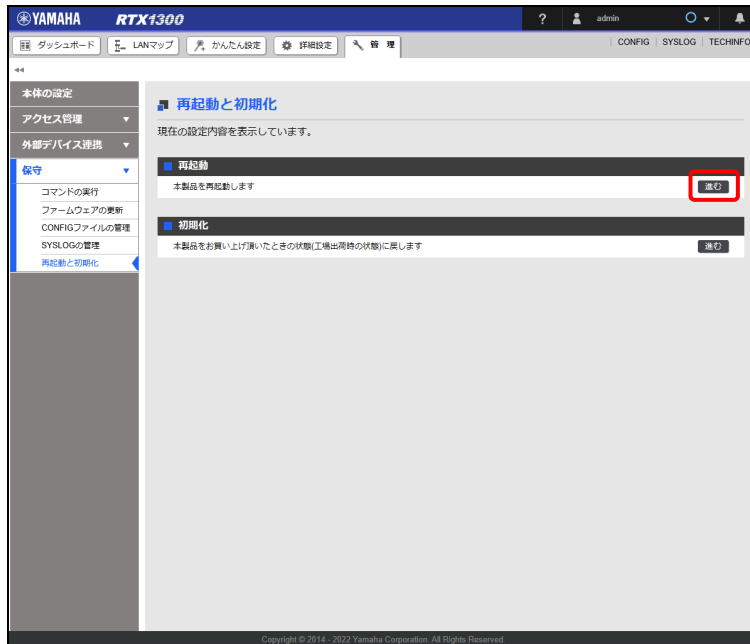 YAMAHA RTX1300 ? admin
ダッシュボード LANマップ かんたん設定 詳細設定 管 理 CONFIG SYSLOG TECHINFO
本体の設定
アクセス管理
外部デバイス連携
保守
コマンドの実行
ファームウェアの更新
CONFIGファイルの管理
SYSLOGの管理
再起動と初期化
再起動と初期化
現在の設定内容を表示しています。
再起動
本製品を再起動します 進む
初期化
本製品をお買い上げ頂いたときの状態(工場出荷時の状態)に戻します 進む
Copyright © 2014 - 2022 Yamaha Corporation. All Rights Reserved.